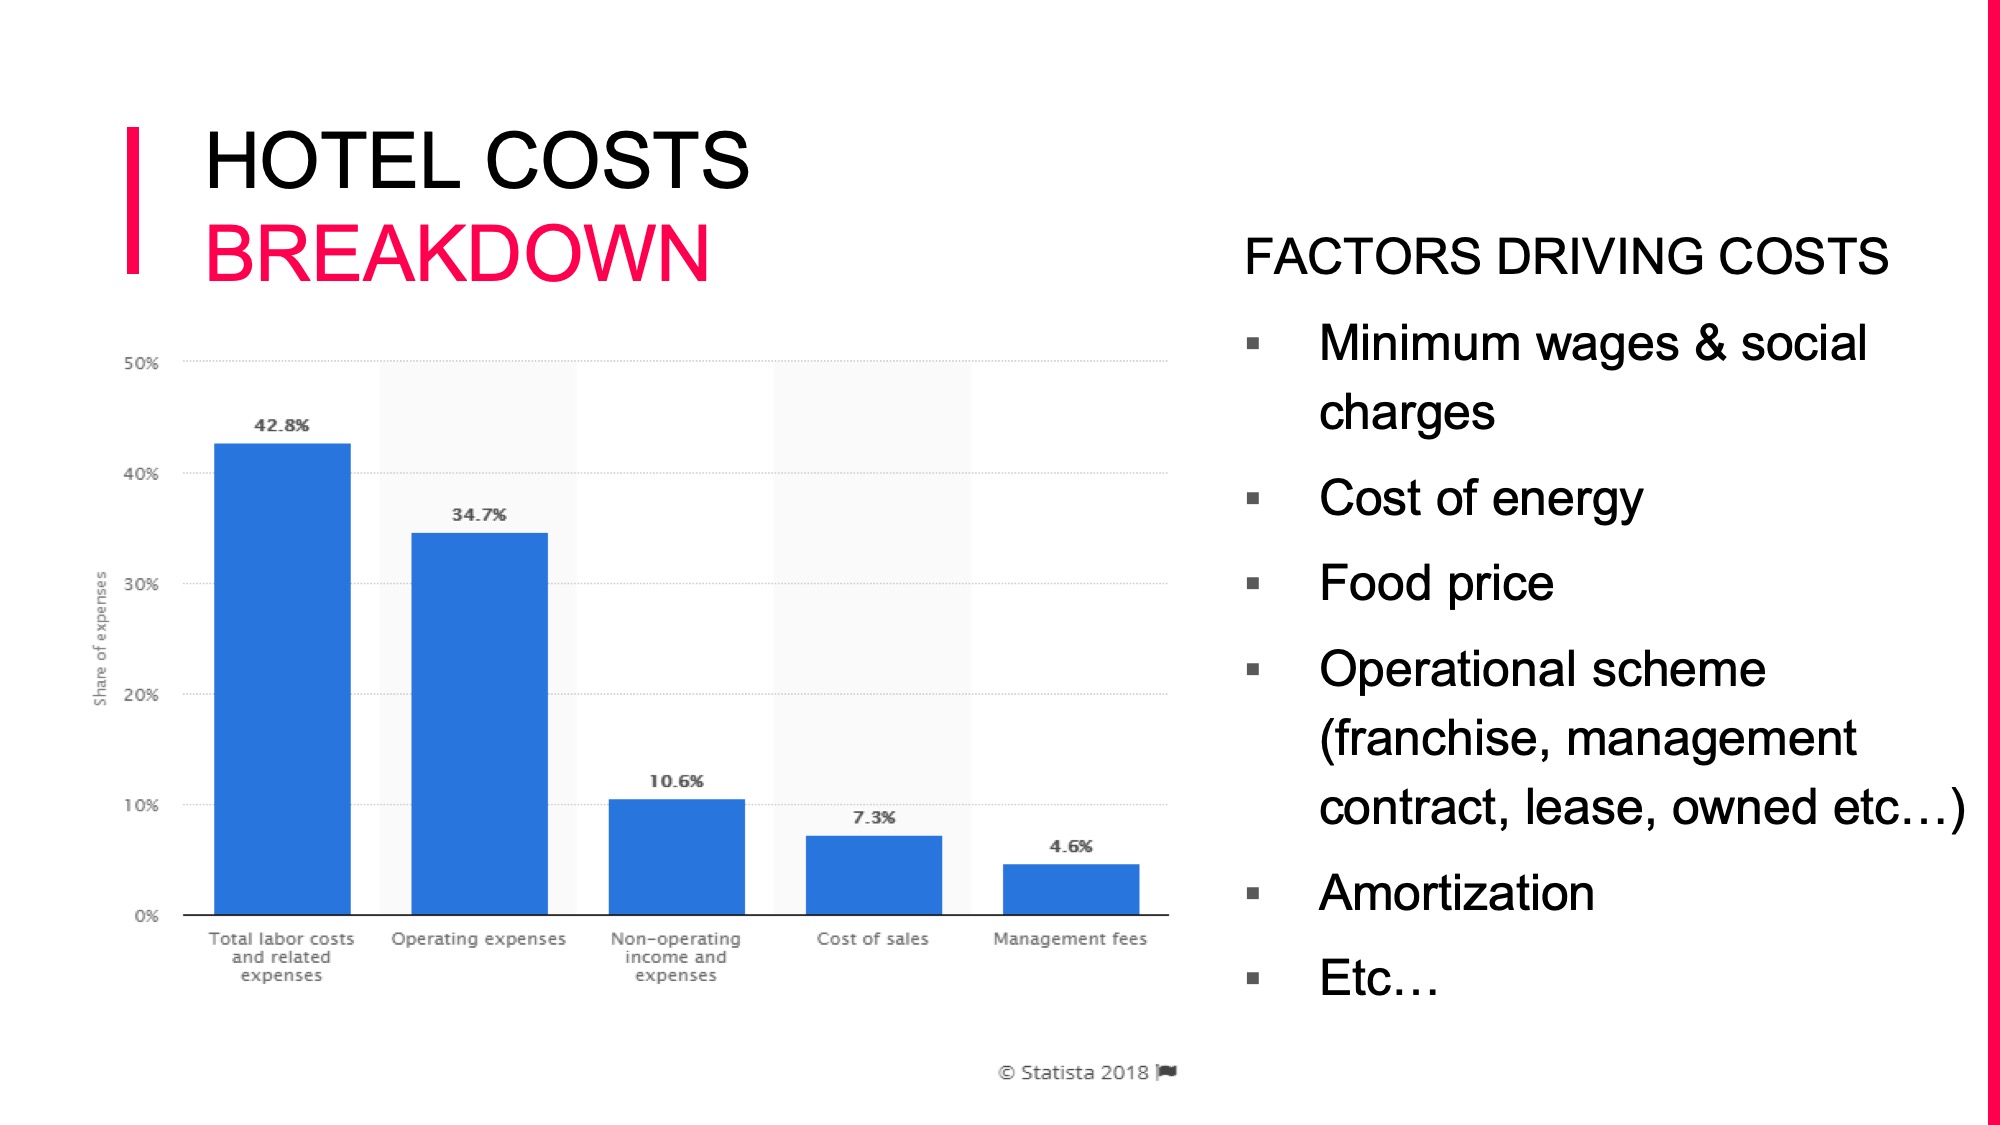 HOTEL COSTS
BREAKDOWN
50%
40%
30%
20%
10%
0%
Share of expenses
42.8%
34.7%
10.6%
7.3%
4.6%
Total labor costs
and related
expenses
Operating expenses
Non-operating
income and
expenses
Cost of sales
Management fees
© Statista 2018
FACTORS DRIVING COSTS
▪ Minimum wages & social
charges
▪ Cost of energy
▪ Food price
▪ Operational scheme
(franchise, management
contract, lease, owned etc…)
▪ Amortization
▪ Etc…